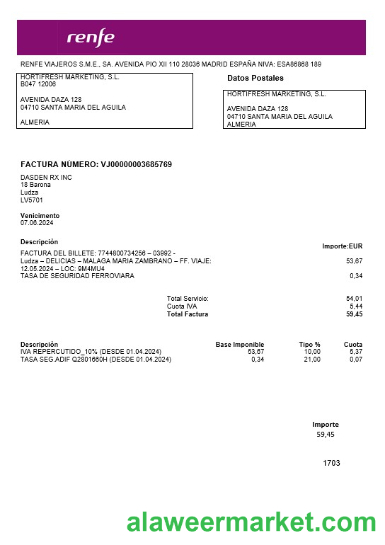 renfe
RENFE VIAJEROS S.M.E., SA. AVENIDA PIO XII 110 28036 MADRID ESPAÑA NIVA: ESA86868 189
HORTIFRESH MARKETING, S.L.
B047 12006
AVENIDA DAZA 128
04710 SANTA MARIA DEL AGUILA
ALMERIA
Datos Postales
HORTIFRESH MARKETING, S.L.
AVENIDA DAZA 128
04710 SANTA MARIA DEL AGUILA
ALMERIA
FACTURA NÚMERO: VJ00000003685769
DASDEN RX INC
18 Barona
Ludza
LV5701
Venicimento
07.06.2024
Descripción Importe:EUR
FACTURA DEL BILLETE: 7744800734256 – 03992 -
Ludza – DELICIAS – MALAGA MARIA ZAMBRANO – FF. VIAJE: 53,67
12.05.2024 – LOC: 9M4MU4
TASA DE SEGURIDAD FERROVIARA 0,34
Total Servicio: 54,01
Cuota IVA 5,44
Total Factura 59,45
Descripción Base Imponible Tipo % Cuota
IVA REPERCUTIDO_10% (DESDE 01.04.2024) 53,67 10,00 5,37
TASA SEG.ADIF Q2801660H (DESDE 01.04.2024) 0,34 21,00 0,07
Importe
59,45
1703
alaweermarket.com